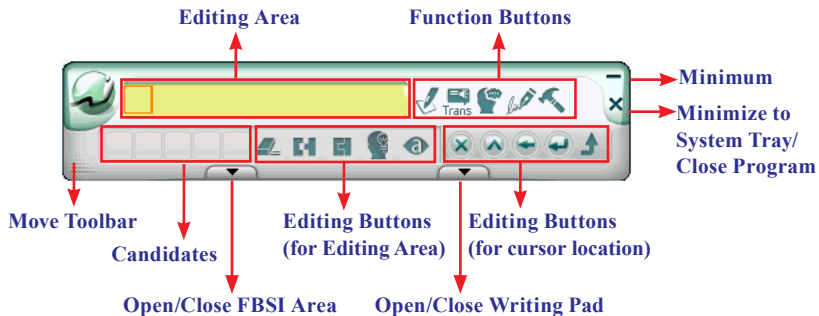 Editing Area
Function Buttons
Minimum
Trans
Minimize to
System Tray/
Close Program
a
Move Toolbar
Editing Buttons
(for Editing Area)
Editing Buttons
(for cursor location)
Candidates
Open/Close FBSI Area
Open/Close Writing Pad